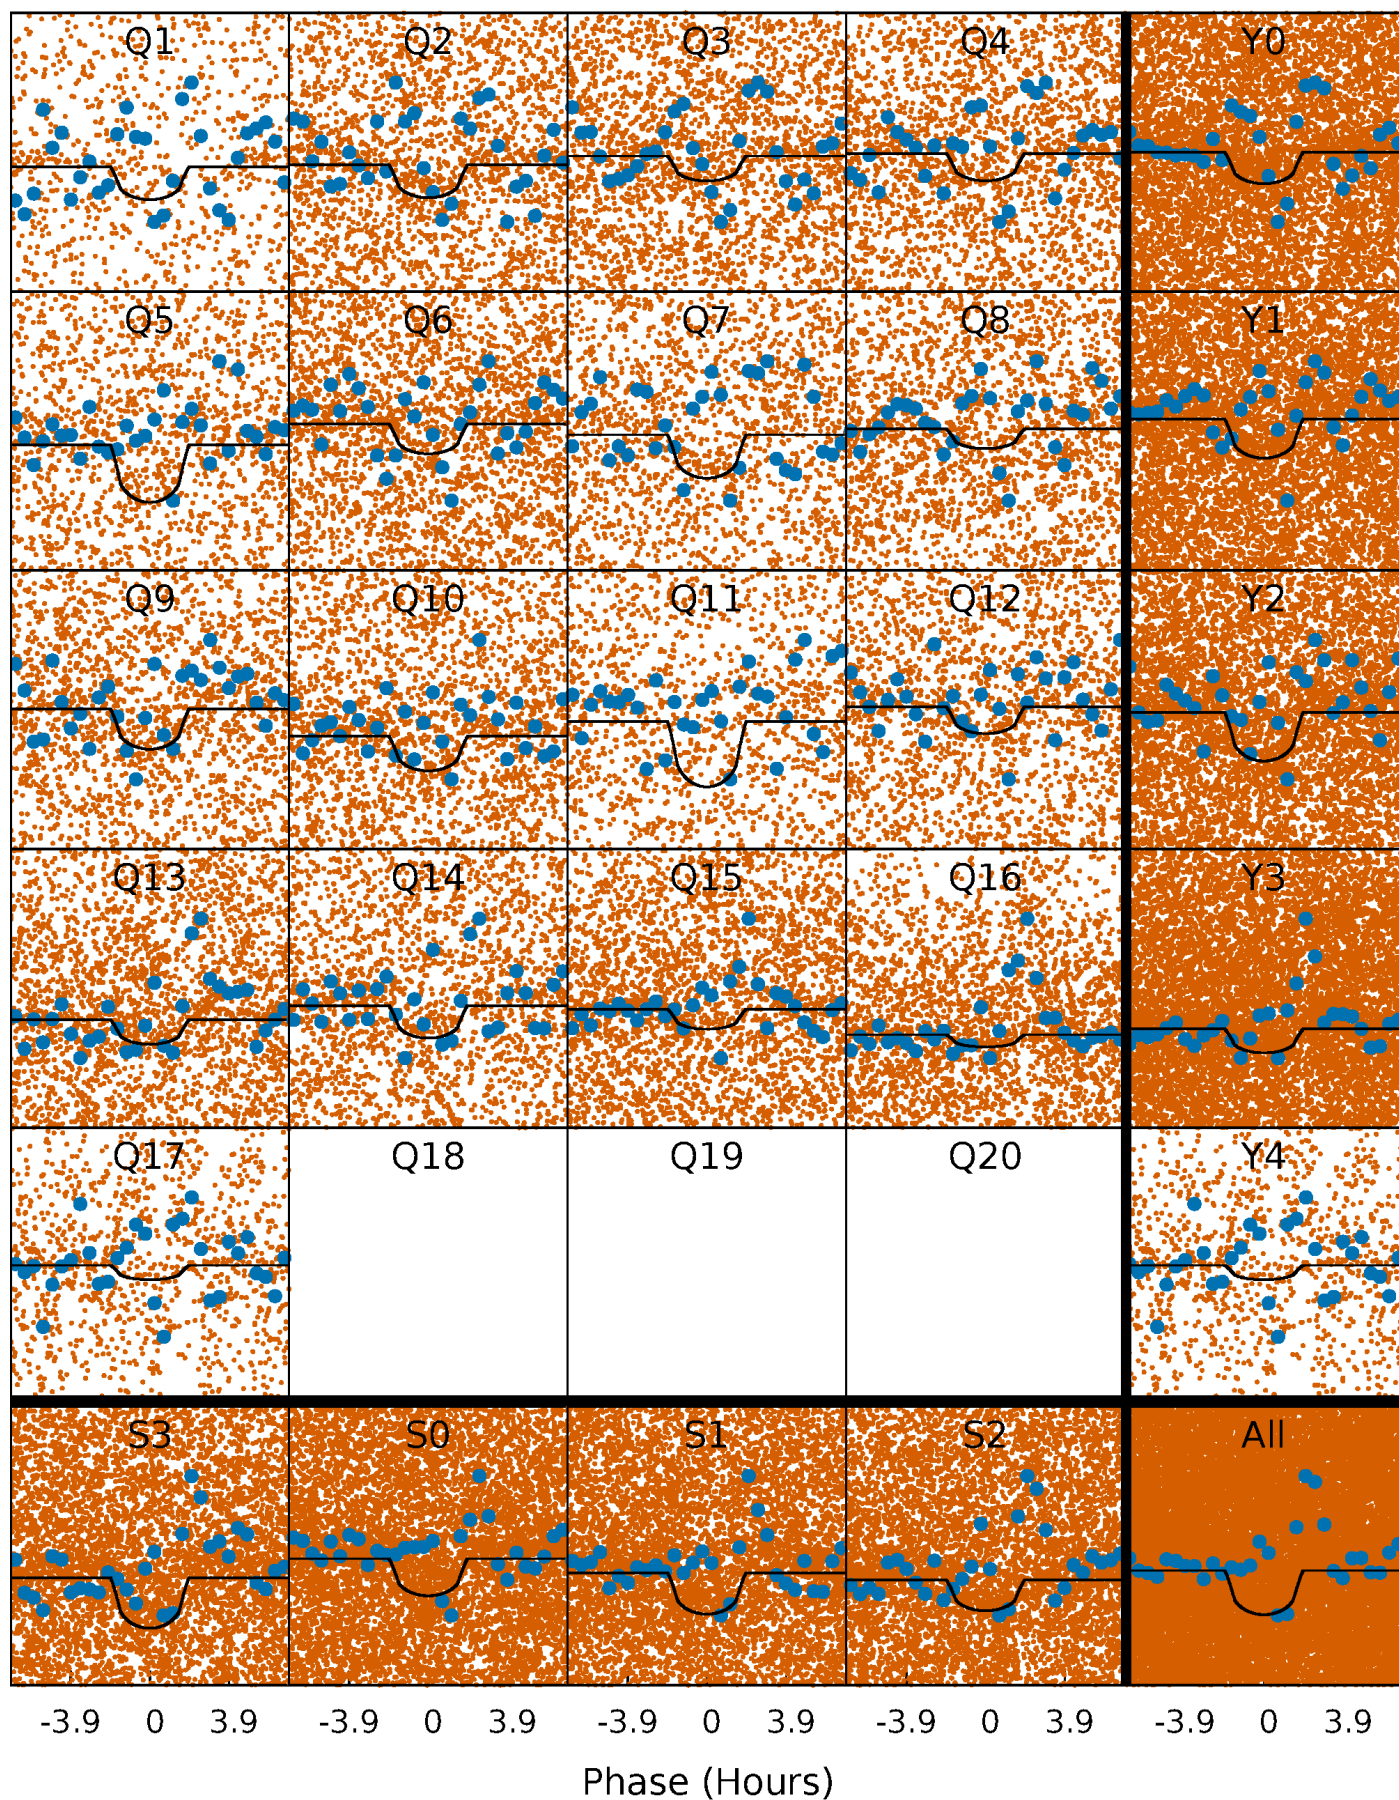 Q1 Q2 Q3 Q4 Y0
Q5 Q6 Q7 Q8 Y1
Q9 Q10 Q11 Q12 Y2
Q13 Q14 Q15 Q16 Y3
Q17 Q18 Q19 Q20 Y4
S3 S0 S1 S2 All
-3.9 0 3.9 -3.9 0 3.9 -3.9 0 3.9 -3.9 0 3.9 -3.9 0 3.9
Phase (Hours)